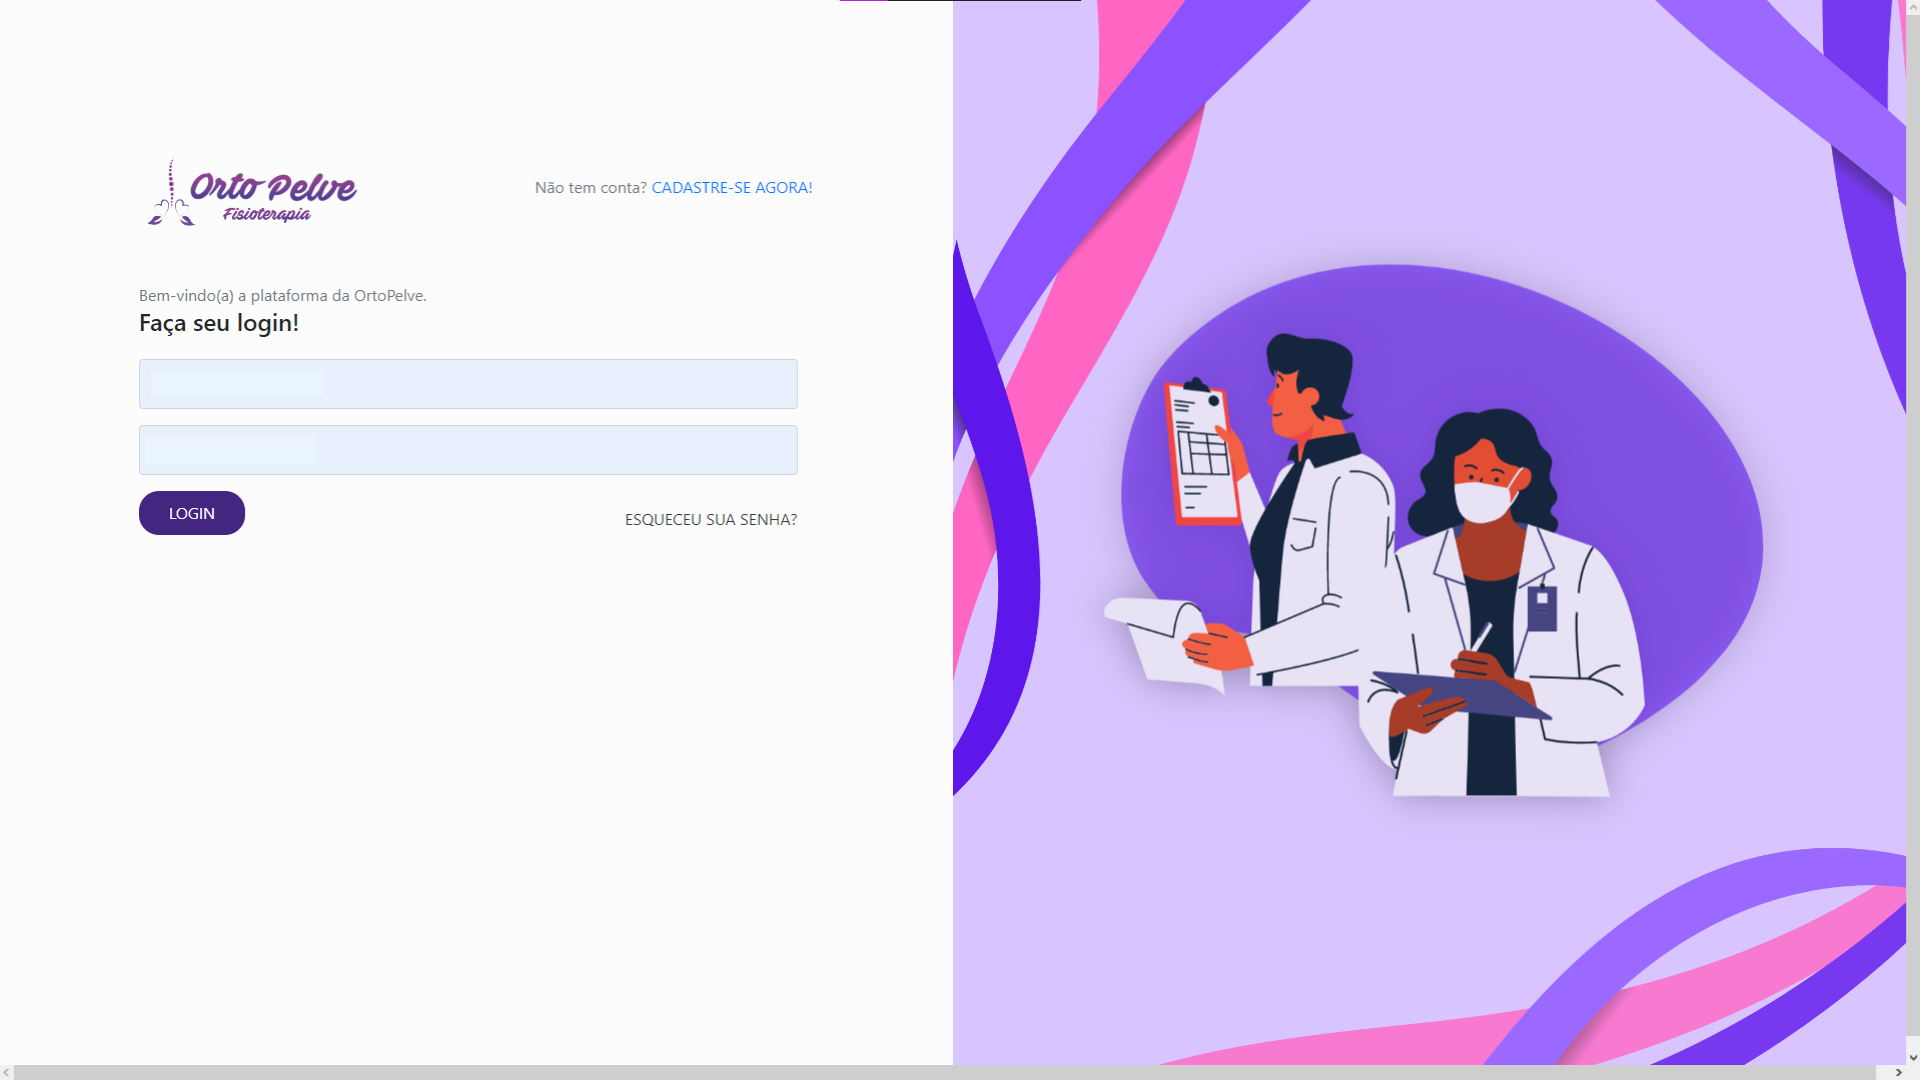 Orto Pelve
Fisioterapia
Não tem conta? CADASTRE-SE AGORA!
Bem-vindo(a) a plataforma da OrtoPelve.
Faça seu login!
LOGIN
ESQUECEU SUA SENHA?